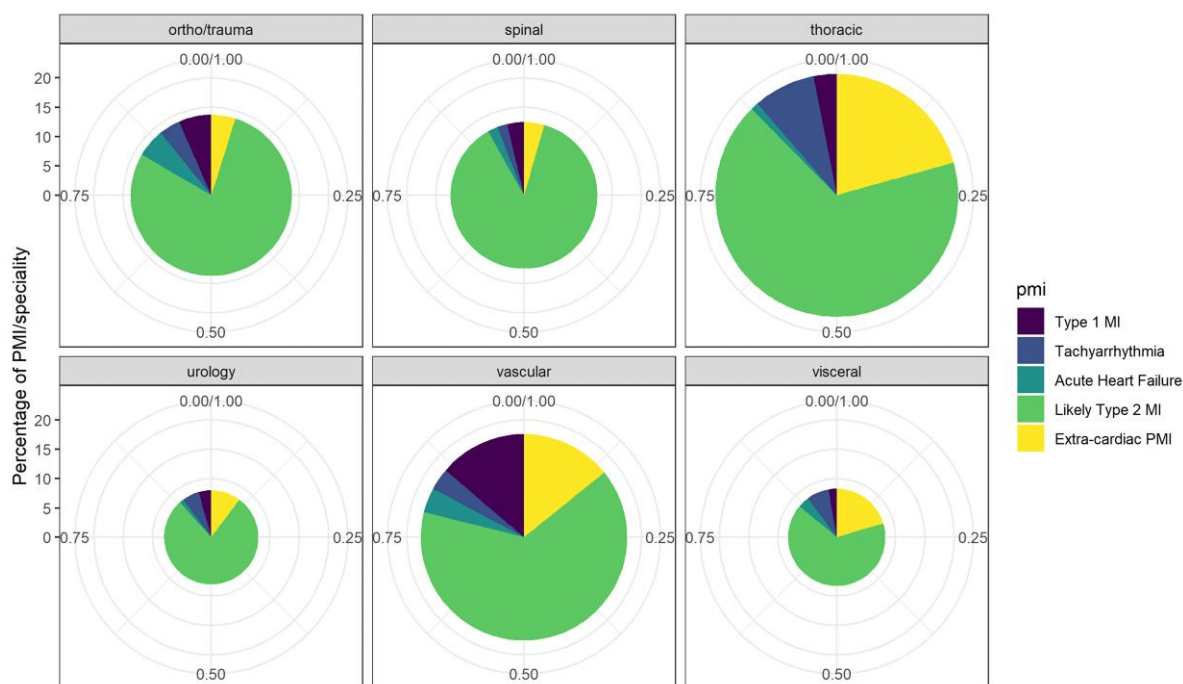 ortho/trauma
spinal
thoracic
0.00/1.00
0.00/1.00
0.00/1.00
20
15
10
5
0
0.75
0.25
0.75
0.25
0.75
0.25
0.50
0.50
0.50
Percentage of PMI/speciality
urology
vascular
visceral
0.00/1.00
0.00/1.00
0.00/1.00
20
15
10
5
0
0.75
0.25
0.75
0.25
0.75
0.25
0.50
0.50
0.50
pmi
Type 1 MI
Tachyarrhythmia
Acute Heart Failure
Likely Type 2 MI
Extra-cardiac PMI